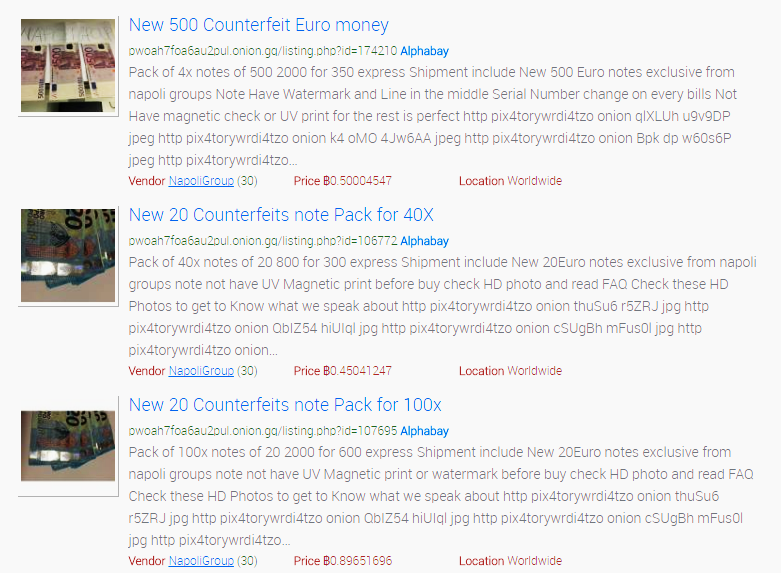 New 500 Counterfeit Euro money
pwoah7foa6au2pul.onion.gq/listing.php?id=174210 Alphabay
Pack of 4x notes of 500 2000 for 350 express Shipment include New 500 Euro notes exclusive from
napoli groups Note Have Watermark and Line in the middle Serial Number change on every bills Not
Have magnetic check or UV print for the rest is perfect http pix4torywrdi4tzo onion qlXLUh u9v9DP
jpeg http pix4torywrdi4tzo onion k4 oMO 4Jw6AA jpeg http pix4torywrdi4tzo onion Bpk dp w60s6P
jpeg http pix4torywrdi4tzo...
Vendor NapoliGroup (30) Price ฿0.50004547 Location Worldwide
New 20 Counterfeits note Pack for 40X
pwoah7foa6au2pul.onion.gq/listing.php?id=106772 Alphabay
Pack of 40x notes of 20 800 for 300 express Shipment include New 20Euro notes exclusive from napoli
groups note not have UV Magnetic print before buy check HD photo and read FAQ Check these HD
Photos to get to Know what we speak about http pix4torywrdi4tzo onion thuSu6 r5ZRJ jpg http
pix4torywrdi4tzo onion QbIZ54 hiUIql jpg http pix4torywrdi4tzo onion cSUgBh mFus0l jpg http
pix4torywrdi4tzo onion...
Vendor NapoliGroup (30) Price ฿0.45041247 Location Worldwide
New 20 Counterfeits note Pack for 100x
pwoah7foa6au2pul.onion.gq/listing.php?id=107695 Alphabay
Pack of 100x notes of 20 2000 for 600 express Shipment include New 20Euro notes exclusive from
napoli groups note not have UV Magnetic print or watermark before buy check HD photo and read FAQ
Check these HD Photos to get to Know what we speak about http pix4torywrdi4tzo onion thuSu6
r5ZRJ jpg http pix4torywrdi4tzo onion QbIZ54 hiUIql jpg http pix4torywrdi4tzo onion cSUgBh mFus0l
jpg http pix4torywrdi4tzo...
Vendor NapoliGroup (30) Price ฿0.89651696 Location Worldwide